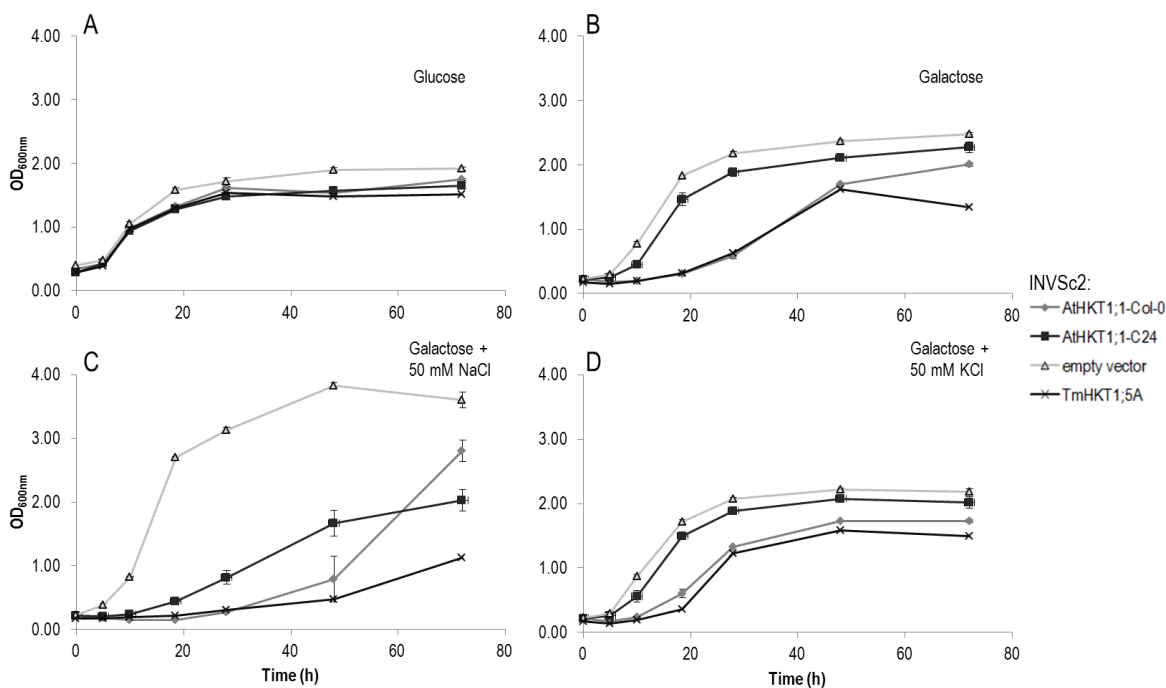 A
Glucose
OD600nm
4.00
3.00
2.00
1.00
0.00
0 20 40 60 80
B
Galactose
4.00
3.00
2.00
1.00
0.00
0 20 40 60 80
C
Galactose +
50 mM NaCl
OD600nm
4.00
3.00
2.00
1.00
0.00
0 20 40 60 80
Time (h)
D
Galactose +
50 mM KCl
4.00
3.00
2.00
1.00
0.00
0 20 40 60 80
Time (h)
INVSc2:
AtHKT1;1-Col-0
AtHKT1;1-C24
empty vector
TmHKT1;5A